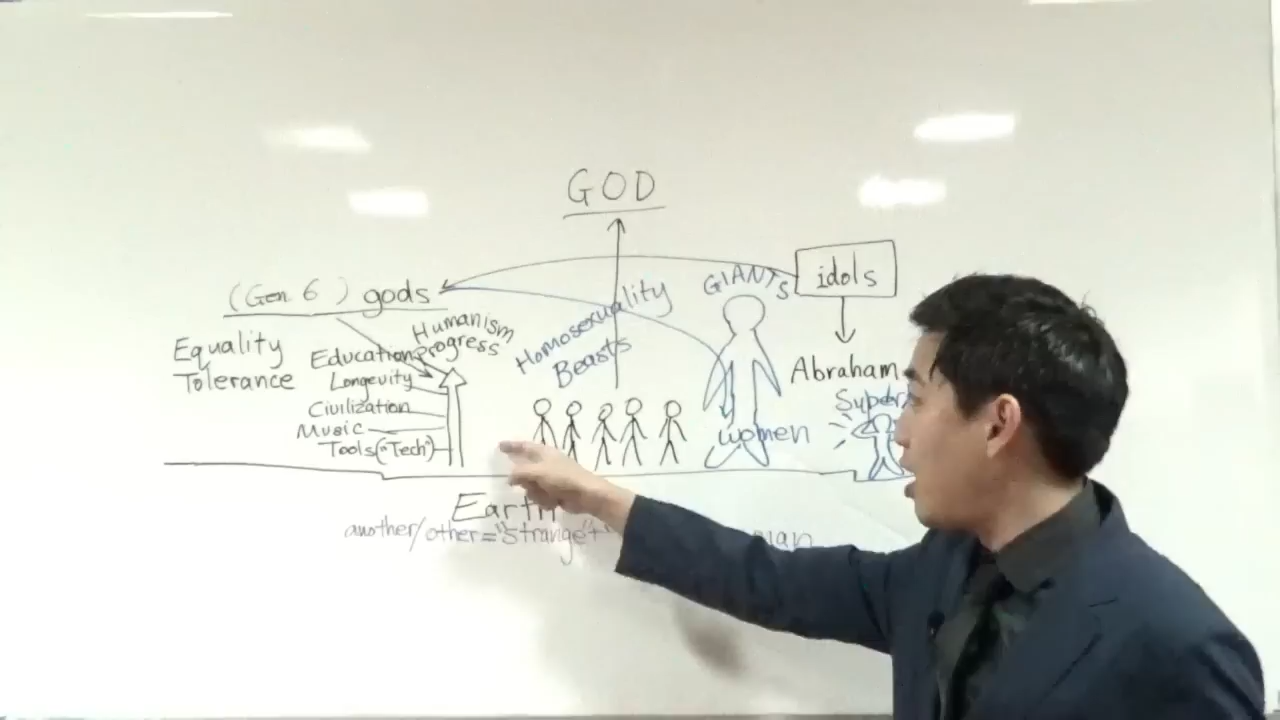 GOD
(Gen 6) gods
idols
GIANTS
Homosexuality
Beasts
Humanism
progress
Equality
Tolerance
Education
Longevity
Civilization
Music
Tools("Tech")
Abraham
Super
women
Earth
another/other="Strange"+"